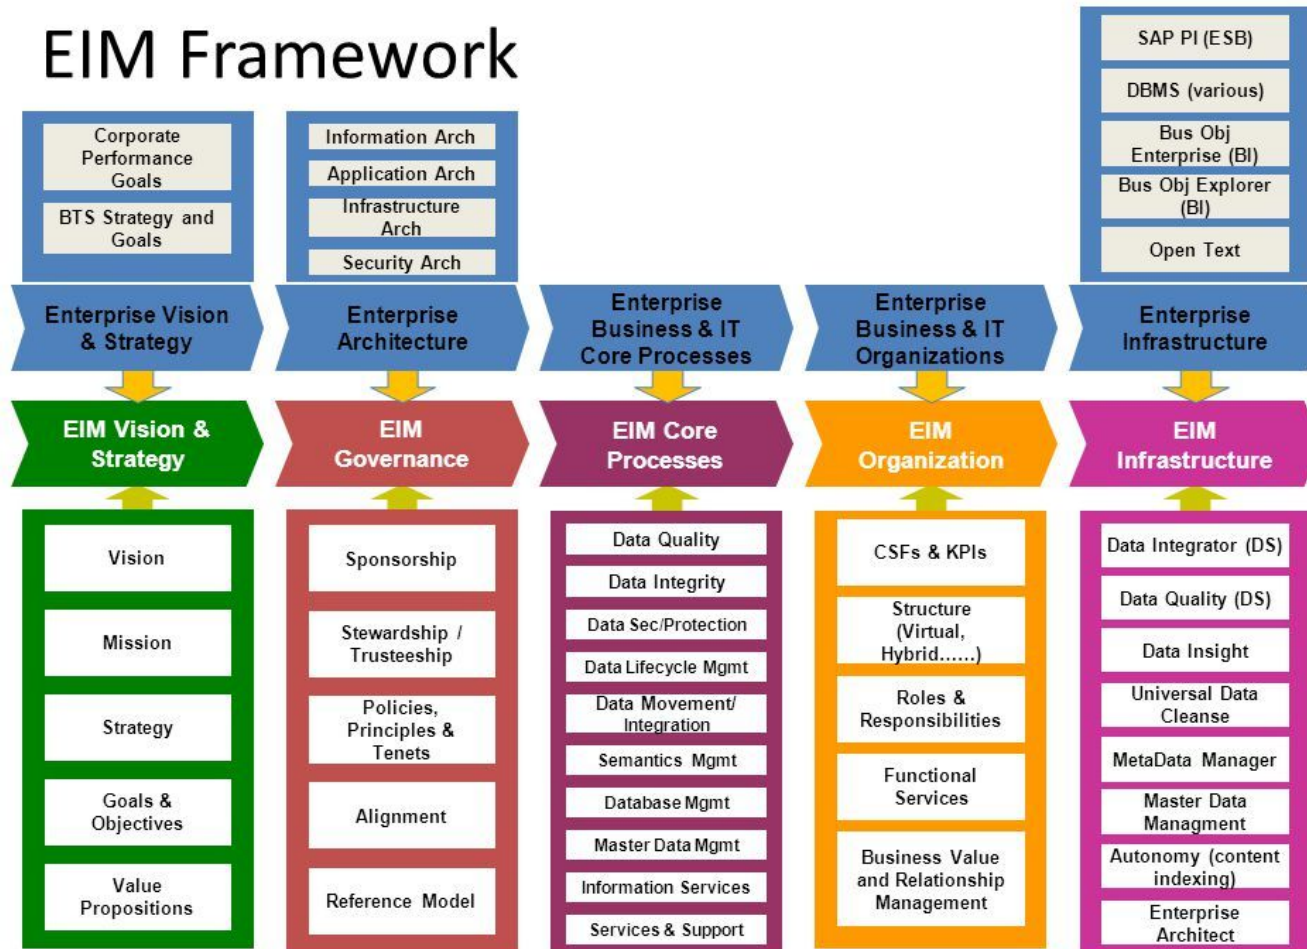 EIM Framework
Corporate
Performance
Goals
BTS Strategy and
Goals
Information Arch
Application Arch
Infrastructure
Arch
Security Arch
SAP PI (ESB)
DBMS (various)
Bus Obj
Enterprise (BI)
Bus Obj Explorer
(BI)
Open Text
Enterprise Vision
& Strategy
Enterprise
Architecture
Enterprise
Business & IT
Core Processes
Enterprise
Business & IT
Organizations
Enterprise
Infrastructure
EIM Vision &
Strategy
EIM
Governance
EIM Core
Processes
EIM
Organization
EIM
Infrastructure
Vision
Mission
Strategy
Goals &
Objectives
Value
Propositions
Sponsorship
Stewardship /
Trusteeship
Policies,
Principles &
Tenets
Alignment
Reference Model
Data Quality
Data Integrity
Data Sec/Protection
Data Lifecycle Mgmt
Data Movement/
Integration
Semantics Mgmt
Database Mgmt
Master Data Mgmt
Information Services
Services & Support
CSFs & KPIs
Structure
(Virtual,
Hybrid......)
Roles &
Responsibilities
Functional
Services
Business Value
and Relationship
Management
Data Integrator (DS)
Data Quality (DS)
Data Insight
Universal Data
Cleanse
MetaData Manager
Master Data
Managment
Autonomy (content
indexing)
Enterprise
Architect